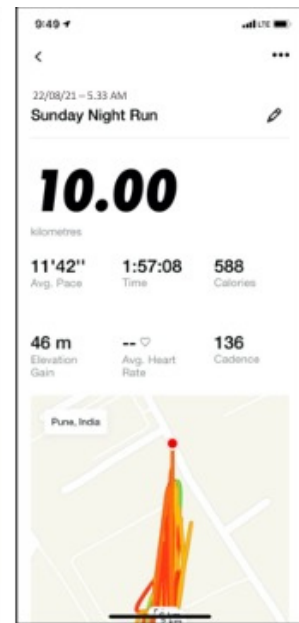 9:49
LTE
22/08/21 – 5.33 AM
Sunday Night Run
10.00
kilometres
11'42'' 1:57:08 588
Avg. Pace Time Calories
46 m -- 136
Elevation Gain Avg. Heart Rate Cadence
Pune, India